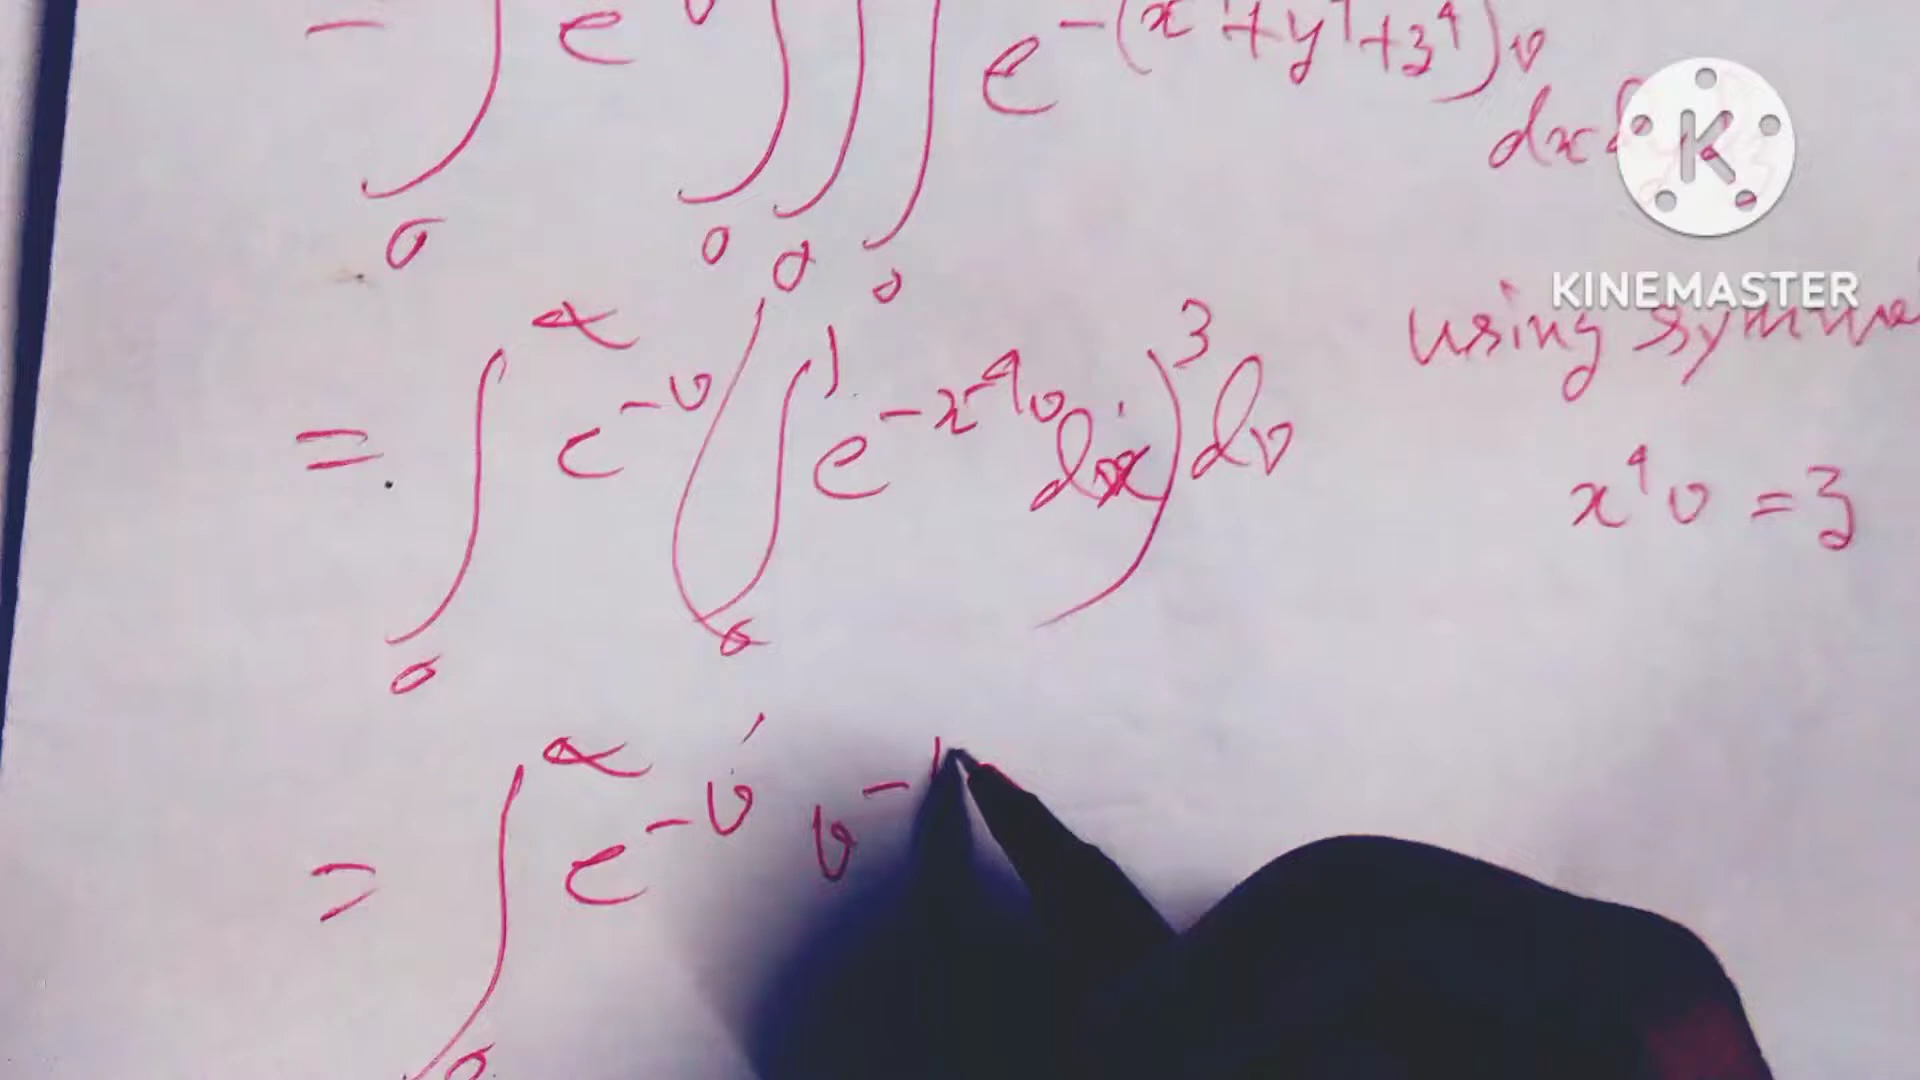 = ∫₀ e^v ∫₀ ∫₀ ∫₀ e^{-(x⁴+y⁴+z⁴)v}
dx
KINEMASTER
using
= ∫₀^∝ e^{-v} (∫₀^1 e^{-x⁴v} dx)³ dv
x⁴v = z
= ∫₀^∝ e^{-v} v^-